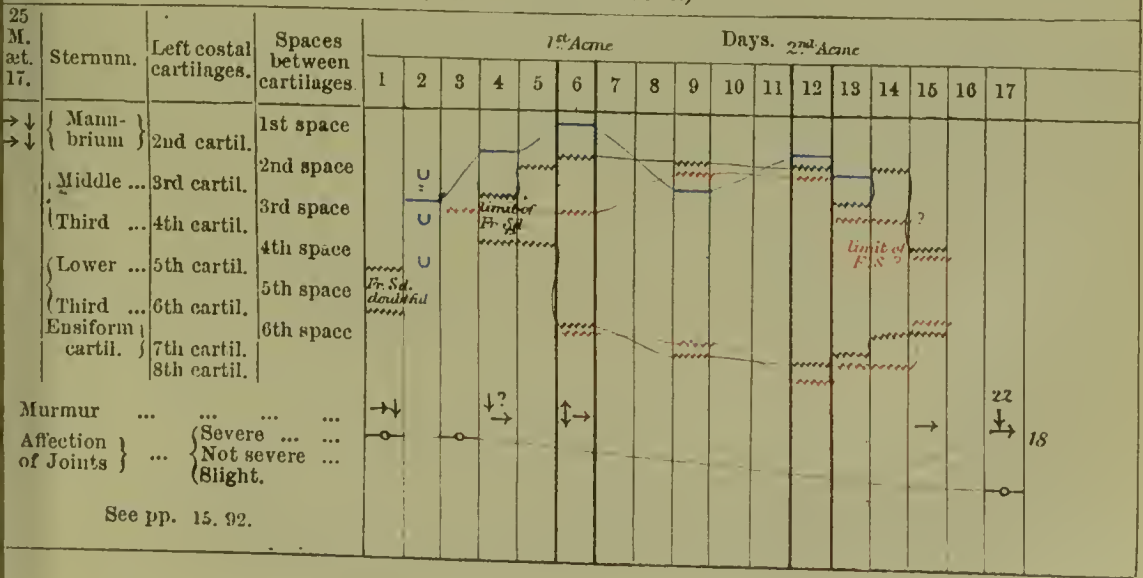 25
M.
æt.
17.
Sternum.
Left costal cartilages.
Spaces between cartilages.
1st Acme
Days.
2nd Acme
1 2 3 4 5 6 7 8 9 10 11 12 13 14 15 16 17
→ ↓ { Manu-
→ ↓ { brium } 2nd cartil.
1st space
2nd space
Middle ... 3rd cartil.
3rd space
Third ... 4th cartil.
4th space
Lower ... 5th cartil.
5th space
Third ... 6th cartil.
6th space
Ensiform
cartil. } 7th cartil.
8th cartil.
limit of
Fr. Sd.
Fr. Sd.
doubtful
?
limit of
F.S.?
Murmur ... ... ... ...
→↓ ↓? → ↕→ → 22 ↓ → 18
Affection
of Joints } ... { Severe ... ...
Not severe ...
Slight.
See pp. 15. 92.